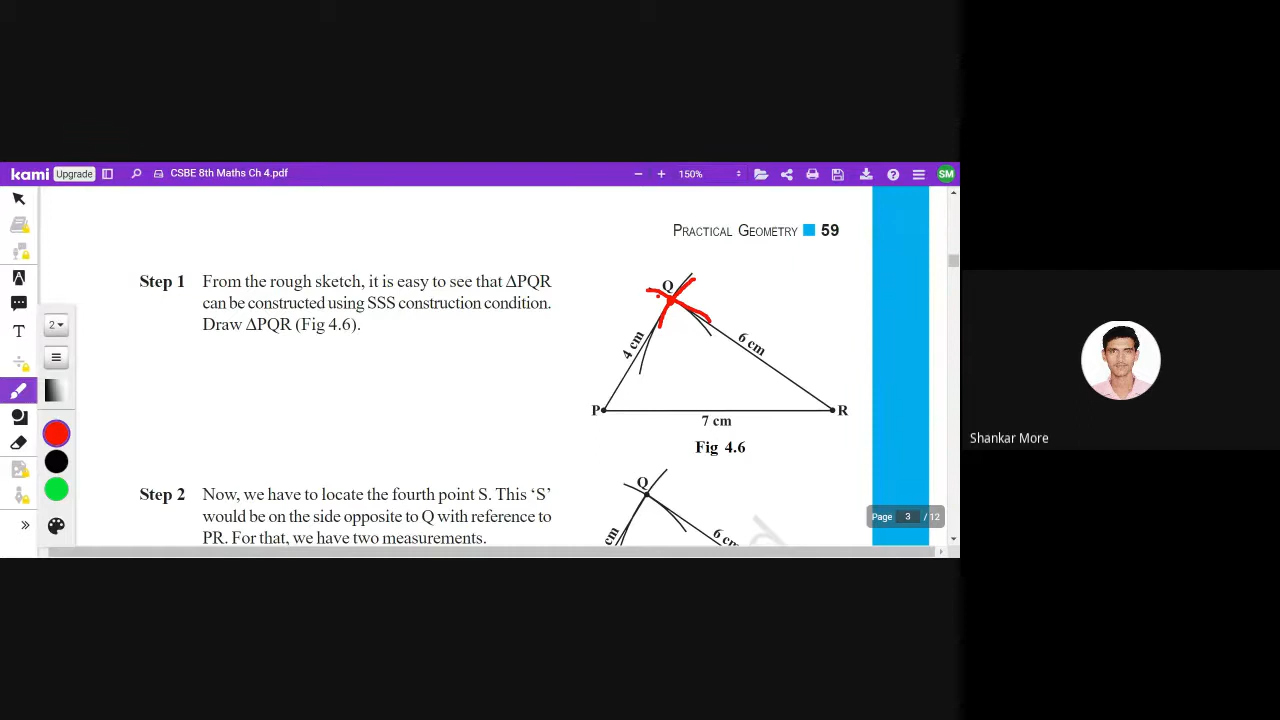 kami Upgrade CSBE 8th Maths Ch 4.pdf 150% SM
PRACTICAL GEOMETRY 59
Step 1 From the rough sketch, it is easy to see that ΔPQR
can be constructed using SSS construction condition.
Draw ΔPQR (Fig 4.6).
Q
4 cm
6 cm
P
R
7 cm
Fig 4.6
Step 2 Now, we have to locate the fourth point S. This ‘S’
would be on the side opposite to Q with reference to
PR. For that, we have two measurements.
Q
cm
6 cm
Page 3 / 12
2
T
Shankar More